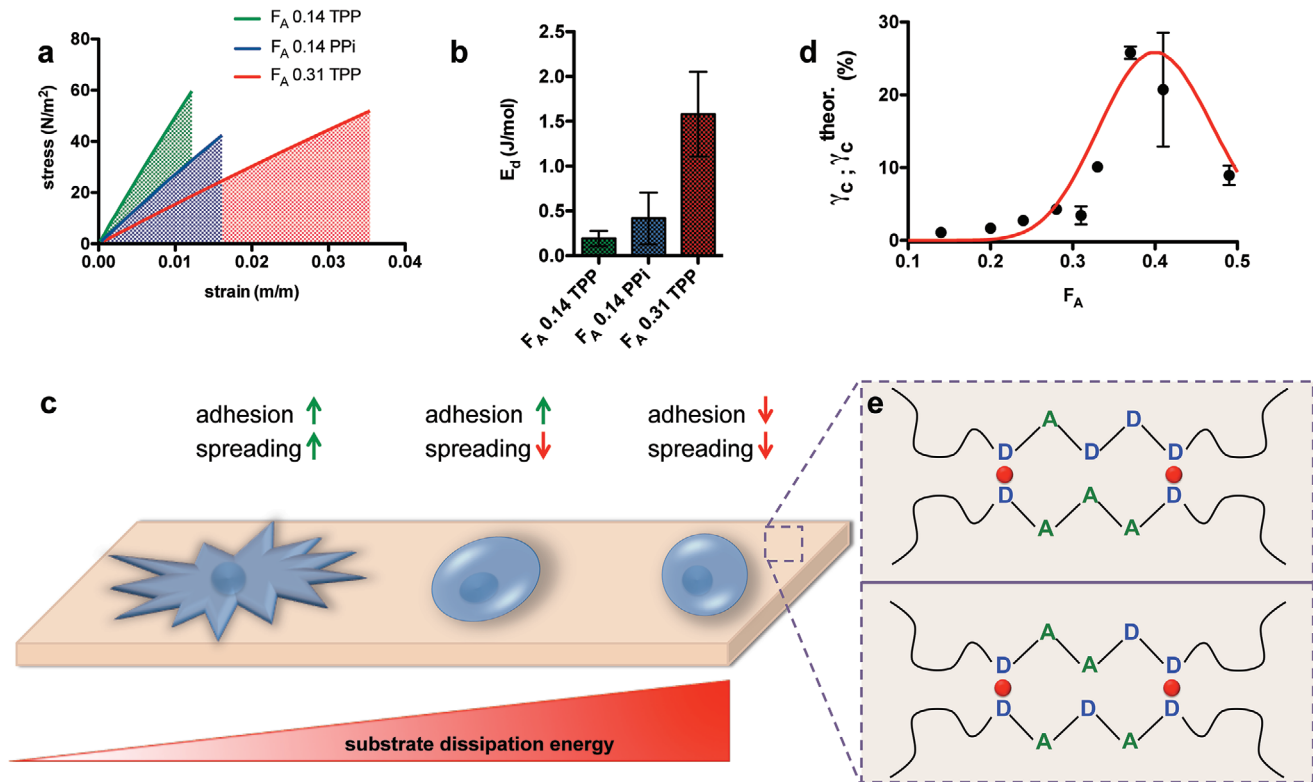 a
F_A 0.14 TPP
F_A 0.14 PPi
F_A 0.31 TPP
stress (N/m²)
80
60
40
20
0
0.00 0.01 0.02 0.03 0.04
strain (m/m)
b
E_d (J/mol)
2.5
2.0
1.5
1.0
0.5
0.0
F_A 0.14 TPP
F_A 0.14 PPi
F_A 0.31 TPP
d
γ_c ; γ_c^theor. (%)
30%
20%
10%
0%
0.1 0.2 0.3 0.4 0.5
F_A
c
adhesion ↑
spreading ↑
adhesion ↑
spreading ↓
adhesion ↓
spreading ↓
substrate dissipation energy
e
A D
D D D
D A D
A A
A D
D A D
D D D
A A